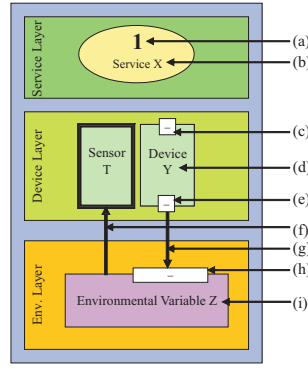 Service Layer
1
Service X
(a)
(b)
Device Layer
Sensor
T
–
Device
Y
–
(c)
(d)
(e)
(f)
(g)
Env. Layer
–
Environmental Variable Z
(h)
(i)